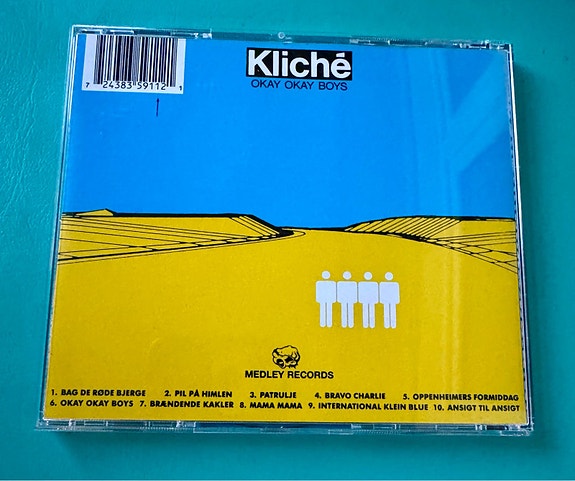 7 24383 59112 1
Kliché
OKAY OKAY BOYS
MEDLEY RECORDS
1. BAG DE RØDE BJERGE 2. PIL PÅ HIMLEN 3. PATRULJE 4. BRAVO CHARLIE 5. OPPENHEIMERS FORMIDDAG
6. OKAY OKAY BOYS 7. BRÆNDENDE KAKLER 8. MAMA MAMA 9. INTERNATIONAL KLEIN BLUE 10. ANSIGT TIL ANSIGT